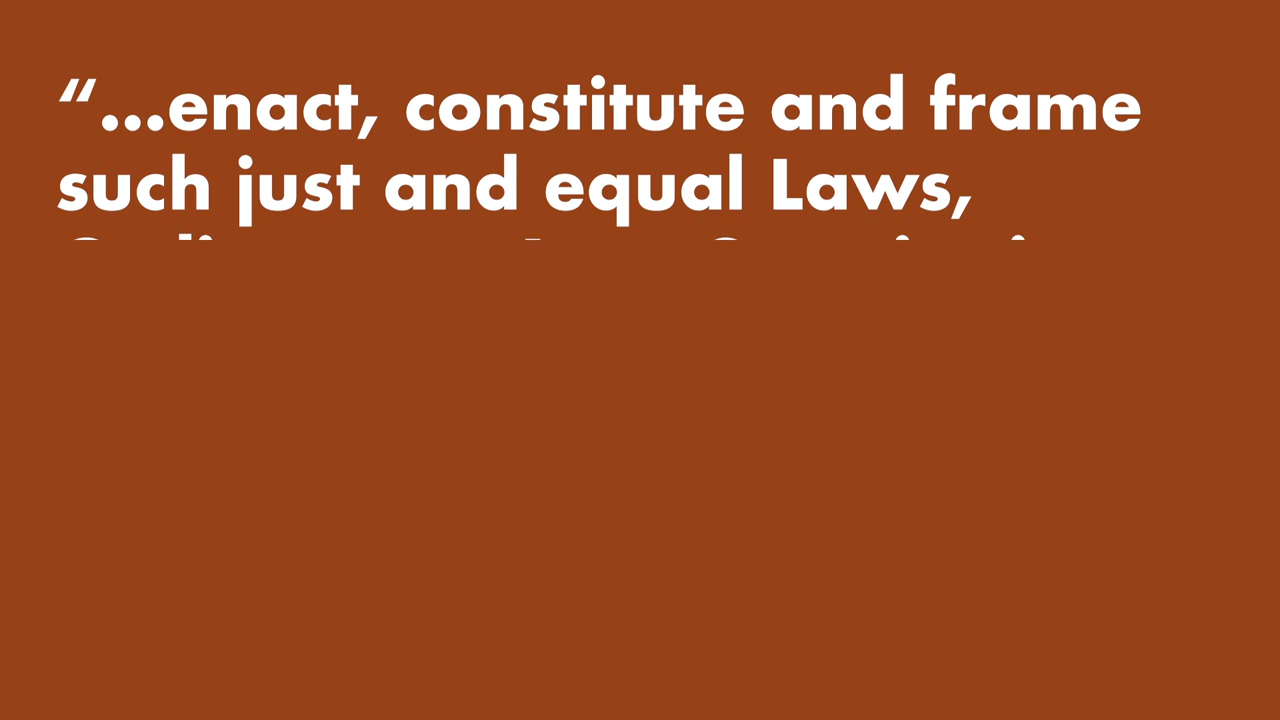 “...enact, constitute and frame
such just and equal Laws,